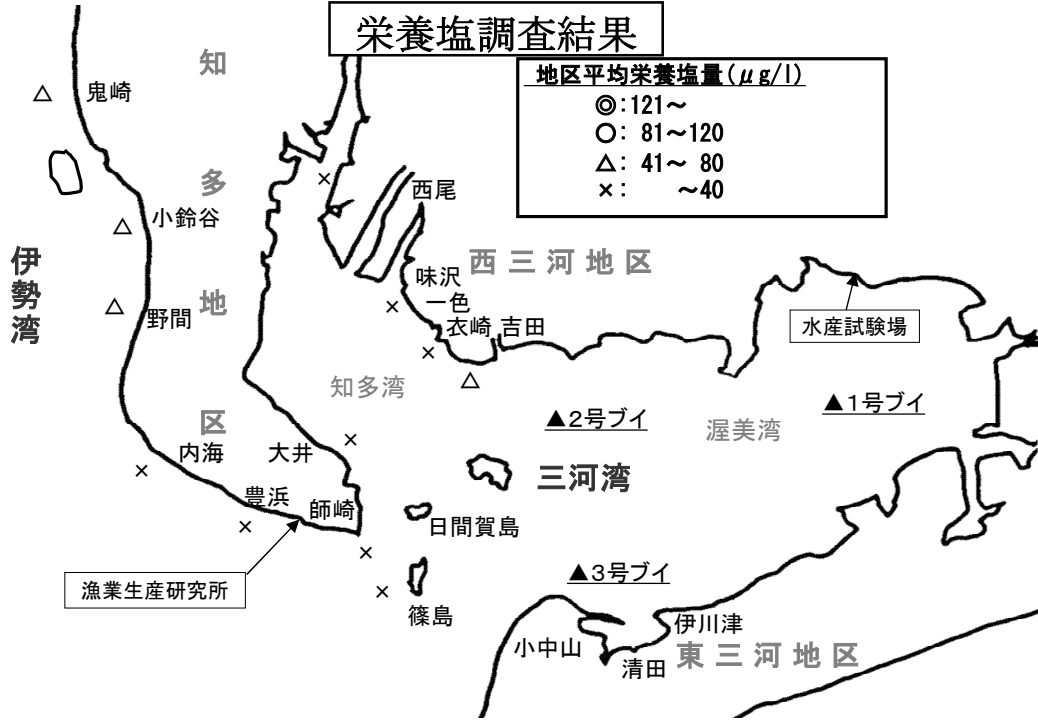 栄養塩調査結果
地区平均栄養塩量(μg/l)
◎:121～
○: 81～120
△: 41～ 80
×: ～40
知多地区
鬼崎
小鈴谷
伊勢湾
野間
西尾
西三河地区
味沢
一色
衣崎 吉田
水産試験場
知多湾
▲2号ブイ
▲1号ブイ
渥美湾
内海
大井
三河湾
豊浜
師崎
日間賀島
漁業生産研究所
篠島
▲3号ブイ
小中山
伊川津
清田
東三河地区